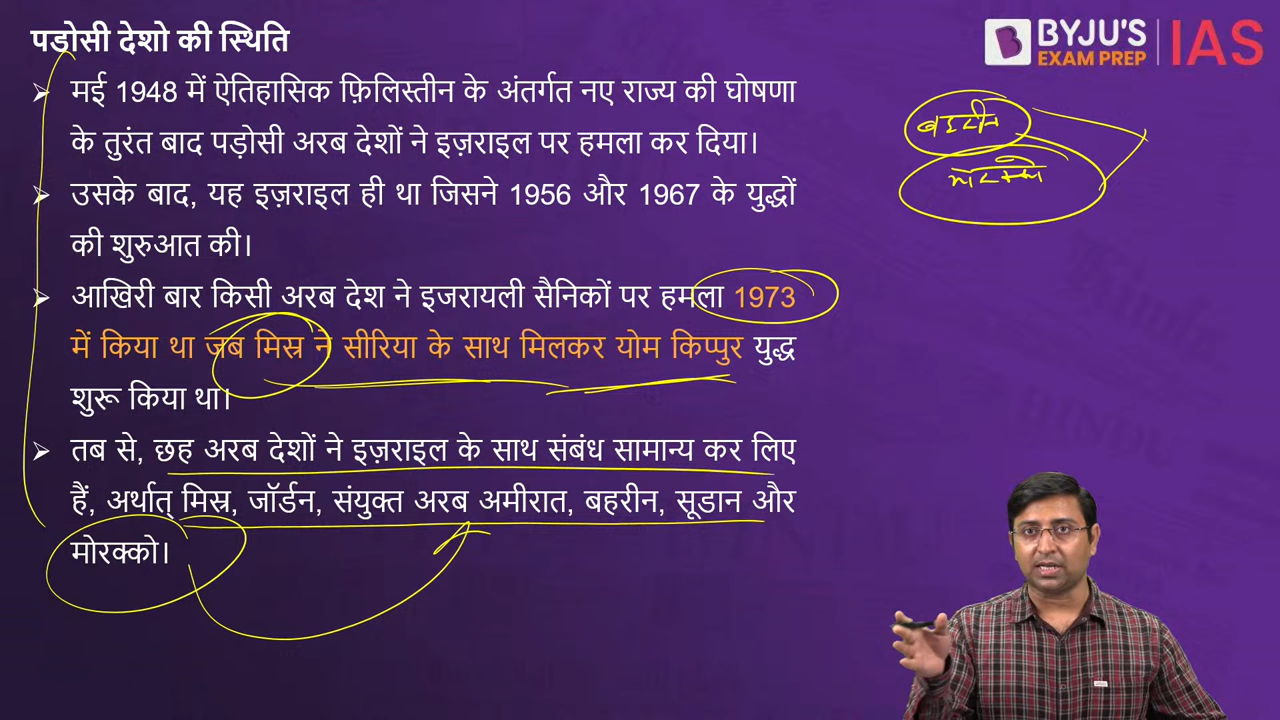 पड़ोसी देशो की स्थिति
BYJU'S
EXAM PREP
IAS
➢ मई 1948 में ऐतिहासिक फ़िलिस्तीन के अंतर्गत नए राज्य की घोषणा
के तुरंत बाद पड़ोसी अरब देशों ने इज़राइल पर हमला कर दिया।
➢ उसके बाद, यह इज़राइल ही था जिसने 1956 और 1967 के युद्धों
की शुरुआत की।
➢ आखिरी बार किसी अरब देश ने इजरायली सैनिकों पर हमला 1973
में किया था जब मिस्र ने सीरिया के साथ मिलकर योम किप्पुर युद्ध
शुरू किया था।
➢ तब से, छह अरब देशों ने इज़राइल के साथ संबंध सामान्य कर लिए
हैं, अर्थात् मिस्र, जॉर्डन, संयुक्त अरब अमीरात, बहरीन, सूडान और
मोरक्को।